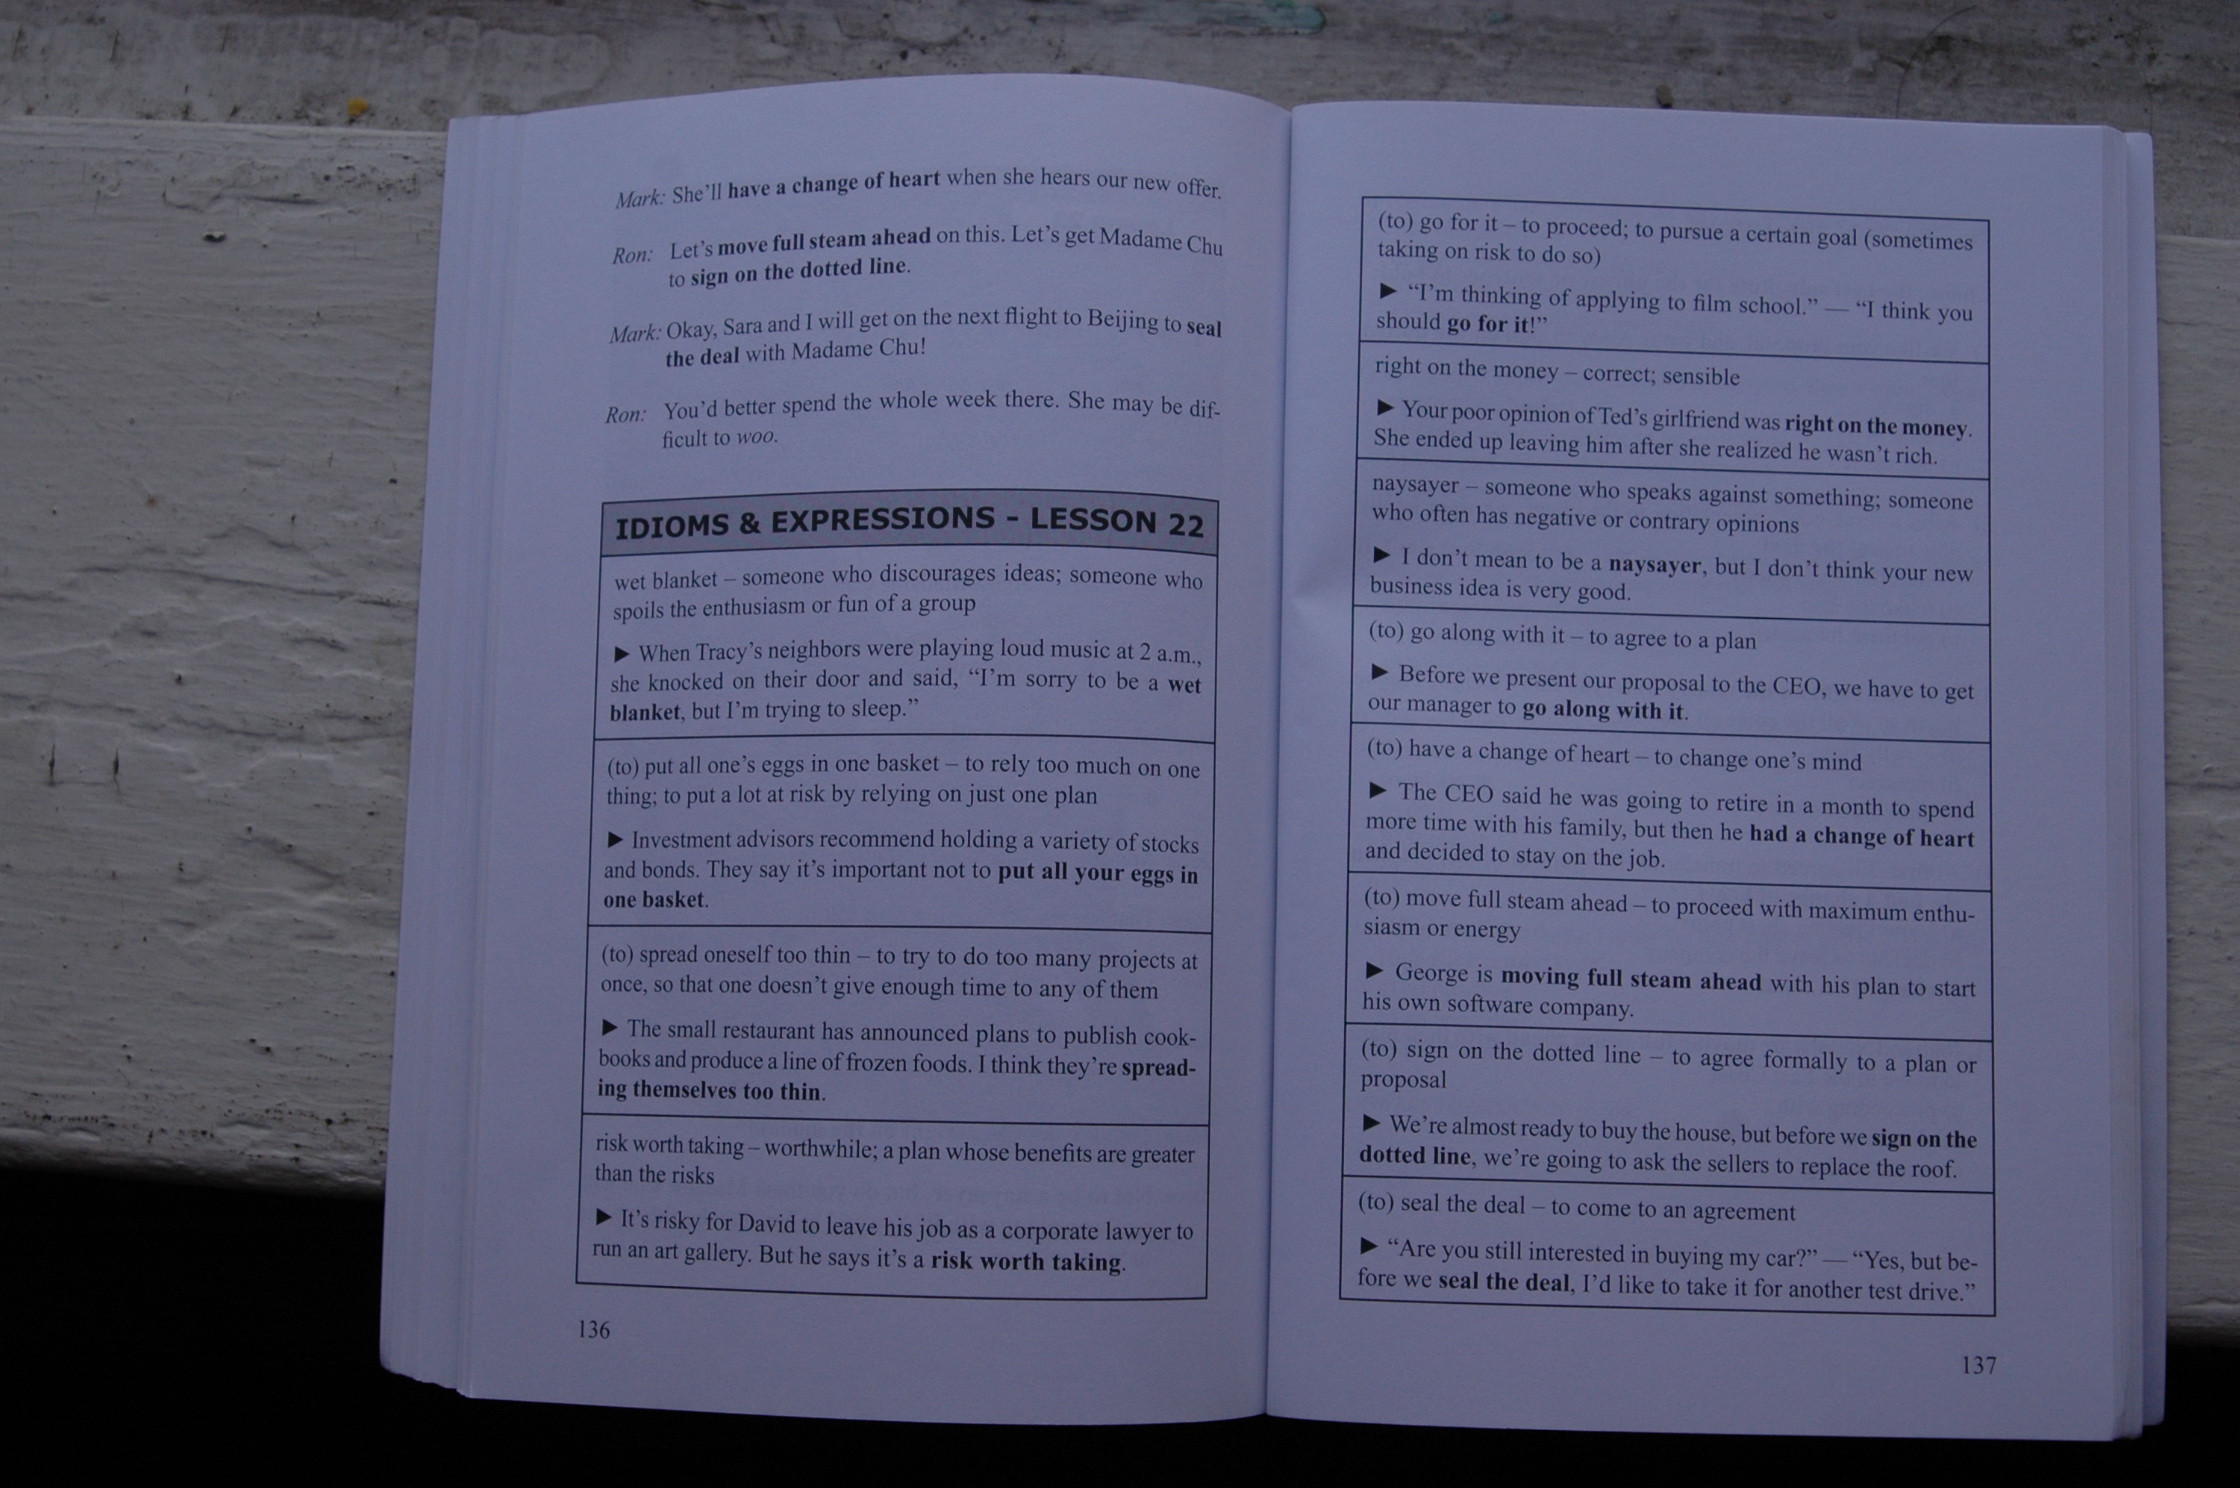 Mark: She'll have a change of heart when she hears our new offer.
Ron: Let's move full steam ahead on this. Let's get Madame Chu
to sign on the dotted line.
Mark: Okay, Sara and I will get on the next flight to Beijing to seal
the deal with Madame Chu!
Ron: You'd better spend the whole week there. She may be dif-
ficult to woo.
IDIOMS & EXPRESSIONS - LESSON 22
wet blanket – someone who discourages ideas; someone who
spoils the enthusiasm or fun of a group
▶ When Tracy's neighbors were playing loud music at 2 a.m.,
she knocked on their door and said, "I'm sorry to be a wet
blanket, but I'm trying to sleep."
(to) put all one's eggs in one basket – to rely too much on one
thing; to put a lot at risk by relying on just one plan
▶ Investment advisors recommend holding a variety of stocks
and bonds. They say it's important not to put all your eggs in
one basket.
(to) spread oneself too thin – to try to do too many projects at
once, so that one doesn't give enough time to any of them
▶ The small restaurant has announced plans to publish cook-
books and produce a line of frozen foods. I think they're spread-
ing themselves too thin.
risk worth taking – worthwhile; a plan whose benefits are greater
than the risks
▶ It's risky for David to leave his job as a corporate lawyer to
run an art gallery. But he says it's a risk worth taking.
136
(to) go for it – to proceed; to pursue a certain goal (sometimes
taking on risk to do so)
▶ "I'm thinking of applying to film school." — "I think you
should go for it!"
right on the money – correct; sensible
▶ Your poor opinion of Ted's girlfriend was right on the money.
She ended up leaving him after she realized he wasn't rich.
naysayer – someone who speaks against something; someone
who often has negative or contrary opinions
▶ I don't mean to be a naysayer, but I don't think your new
business idea is very good.
(to) go along with it – to agree to a plan
▶ Before we present our proposal to the CEO, we have to get
our manager to go along with it.
(to) have a change of heart – to change one's mind
▶ The CEO said he was going to retire in a month to spend
more time with his family, but then he had a change of heart
and decided to stay on the job.
(to) move full steam ahead – to proceed with maximum enthu-
siasm or energy
▶ George is moving full steam ahead with his plan to start
his own software company.
(to) sign on the dotted line – to agree formally to a plan or
proposal
▶ We're almost ready to buy the house, but before we sign on the
dotted line, we're going to ask the sellers to replace the roof.
(to) seal the deal – to come to an agreement
▶ "Are you still interested in buying my car?" — "Yes, but be-
fore we seal the deal, I'd like to take it for another test drive."
137